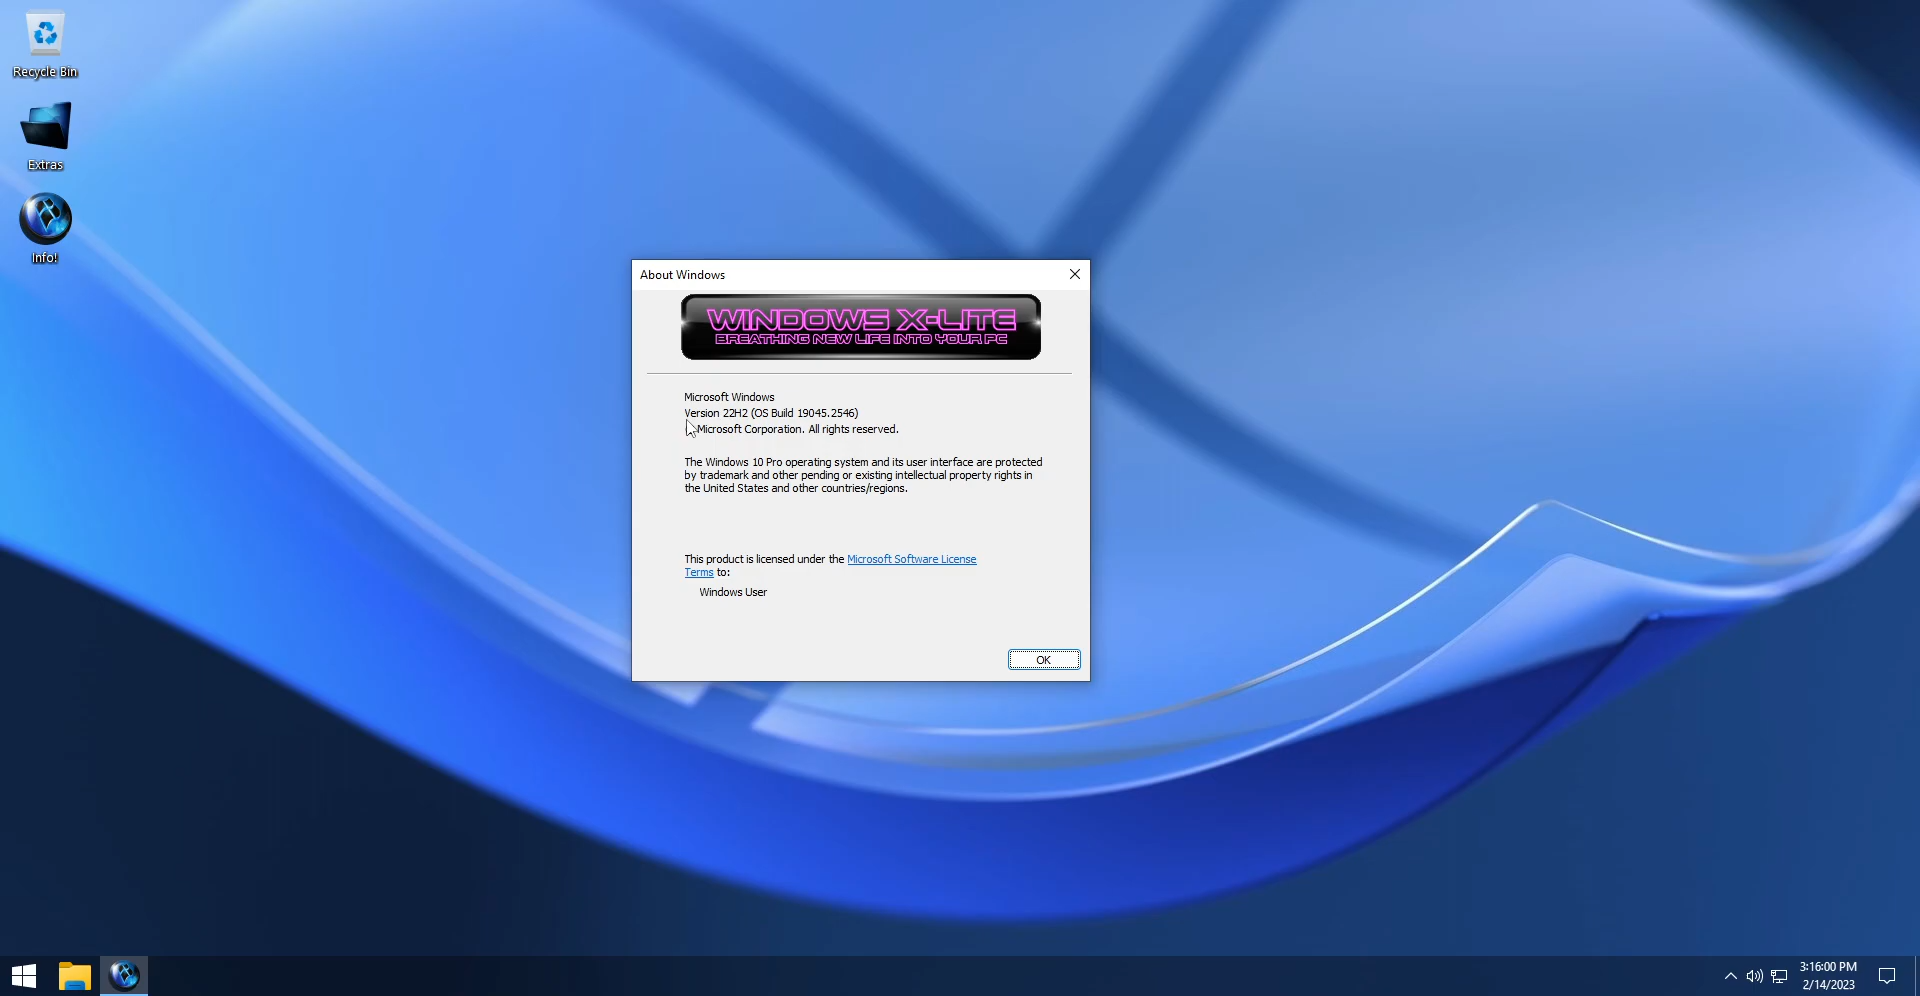 Recycle Bin
Extras
Info!
About Windows
WINDOWS X-LITE
BREATHING NEW LIFE INTO YOUR PC
Microsoft Windows
Version 22H2 (OS Build 19045.2546)
Microsoft Corporation. All rights reserved.
The Windows 10 Pro operating system and its user interface are protected
by trademark and other pending or existing intellectual property rights in
the United States and other countries/regions.
This product is licensed under the Microsoft Software License
Terms to:
Windows User
OK
3:16:00 PM
2/14/2023